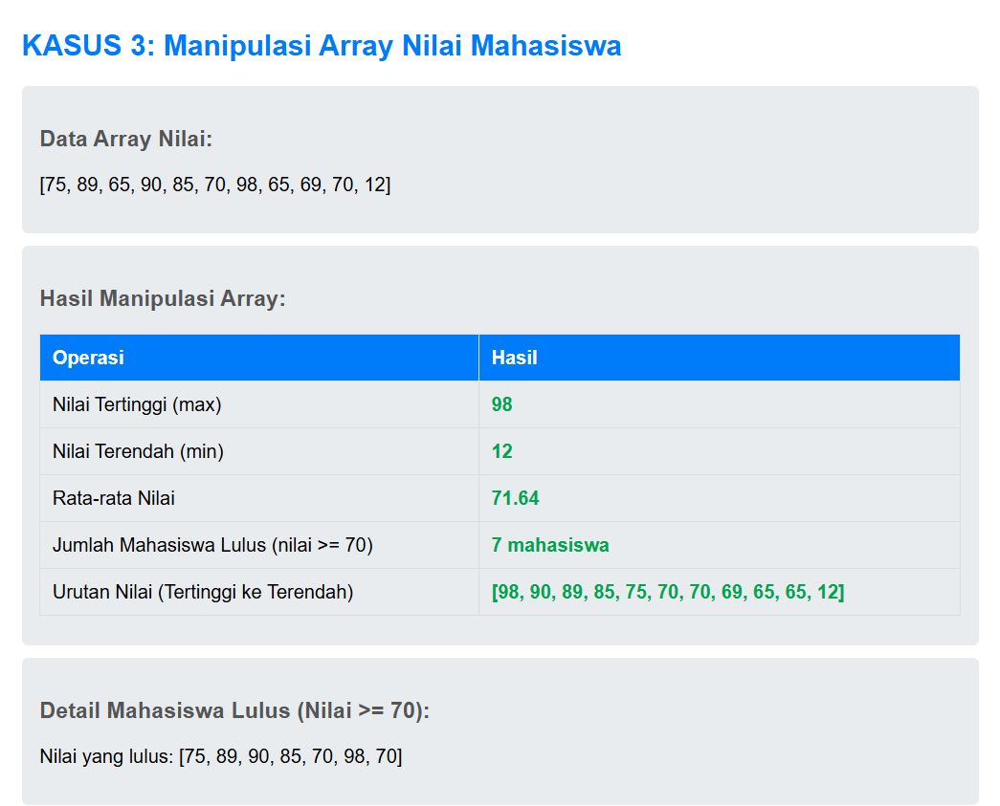 KASUS 3: Manipulasi Array Nilai Mahasiswa
Data Array Nilai:
[75, 89, 65, 90, 85, 70, 98, 65, 69, 70, 12]
Hasil Manipulasi Array:
Operasi Hasil
Nilai Tertinggi (max) 98
Nilai Terendah (min) 12
Rata-rata Nilai 71.64
Jumlah Mahasiswa Lulus (nilai >= 70) 7 mahasiswa
Urutan Nilai (Tertinggi ke Terendah) [98, 90, 89, 85, 75, 70, 70, 69, 65, 65, 12]
Detail Mahasiswa Lulus (Nilai >= 70):
Nilai yang lulus: [75, 89, 90, 85, 70, 98, 70]